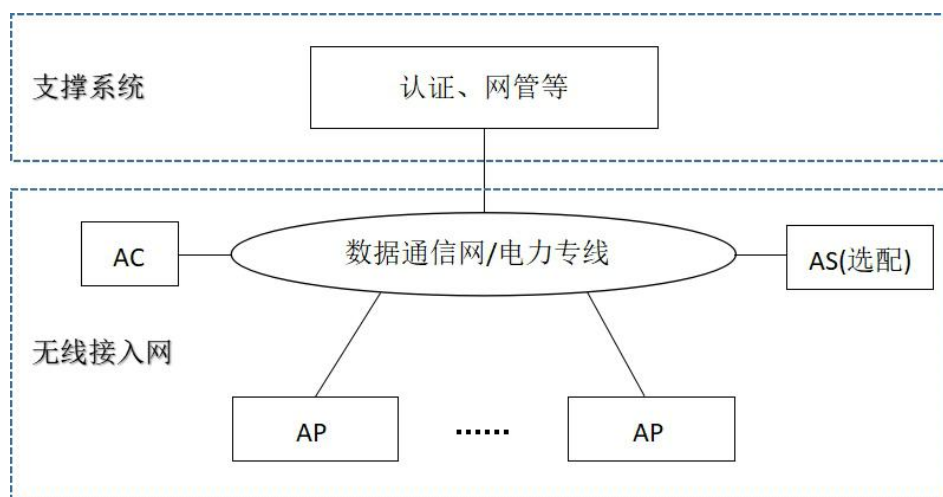 支撑系统
认证、网管等
AC
数据通信网/电力专线
AS(选配)
无线接入网
AP
......
AP